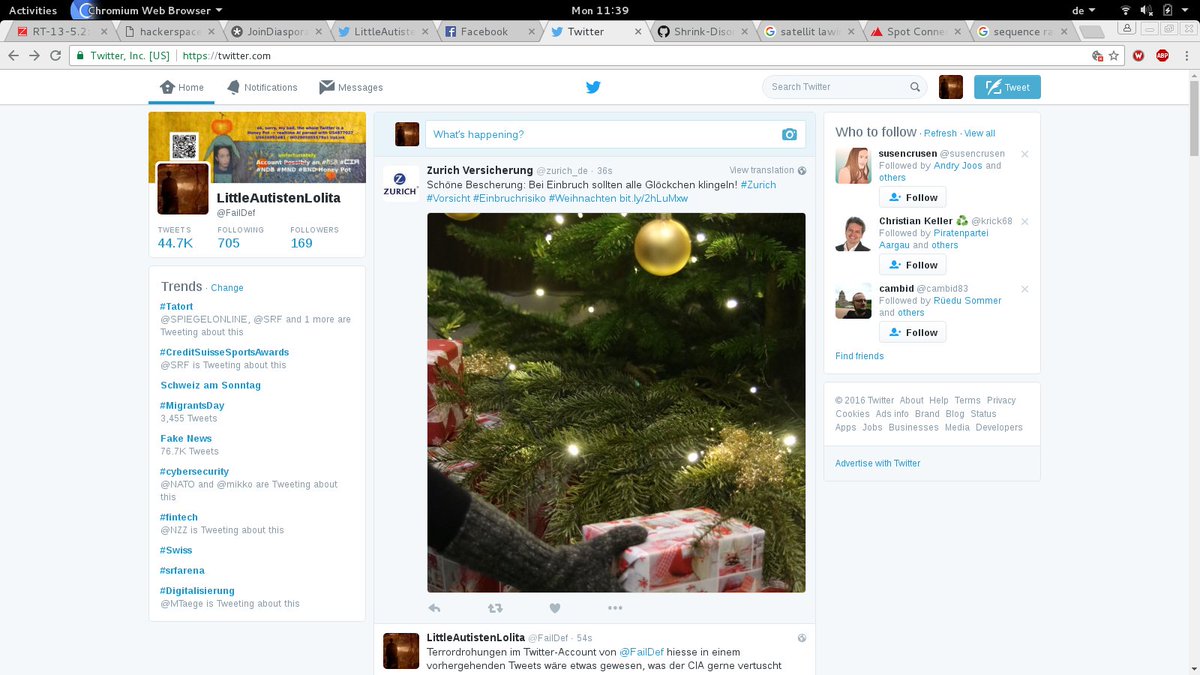 Activities
Chromium Web Browser
Mon 11:39
de
RT-13-5.2
hackerspace
JoinDiaspor
LittleAutiste
Facebook
Twitter
Shrink-Disor
satellit lawi
Spot Conne
sequence ra
Twitter, Inc. [US]
https://twitter.com
Home
Notifications
Messages
Search Twitter
Tweet
LittleAutistenLolita
@FailDef
TWEETS FOLLOWING FOLLOWERS
44.7K 705 169
Trends · Change
#Tatort
@SPIEGELONLINE, @SRF and 1 more are
Tweeting about this
#CreditSuisseSportsAwards
@SRF is Tweeting about this
Schweiz am Sonntag
#MigrantsDay
3,455 Tweets
Fake News
76.7K Tweets
#cybersecurity
@NATO and @mikko are Tweeting about
this
#fintech
@NZZ is Tweeting about this
#Swiss
#srfarena
#Digitalisierung
@MTaege is Tweeting about this
What's happening?
ZURICH
Zurich Versicherung @zurich_de · 36s
View translation
Schöne Bescherung: Bei Einbruch sollten alle Glöckchen klingeln! #Zurich
#Vorsicht #Einbruchrisiko #Weihnachten bit.ly/2hLuMxw
LittleAutistenLolita @FailDef · 54s
Terrordrohungen im Twitter-Account von @FailDef hiesse in einem
vorhergehenden Tweets wäre etwas gewesen, was der CIA gerne vertuscht
Who to follow · Refresh · View all
susencrusen @susencrusen
Followed by Andry Joos and
others
Follow
Christian Keller @krick68
Followed by Piratenpartei
Aargau and others
Follow
cambid @cambid83
Followed by Rüedu Sommer
and others
Follow
Find friends
© 2016 Twitter About Help Terms Privacy
Cookies Ads info Brand Blog Status
Apps Jobs Businesses Media Developers
Advertise with Twitter